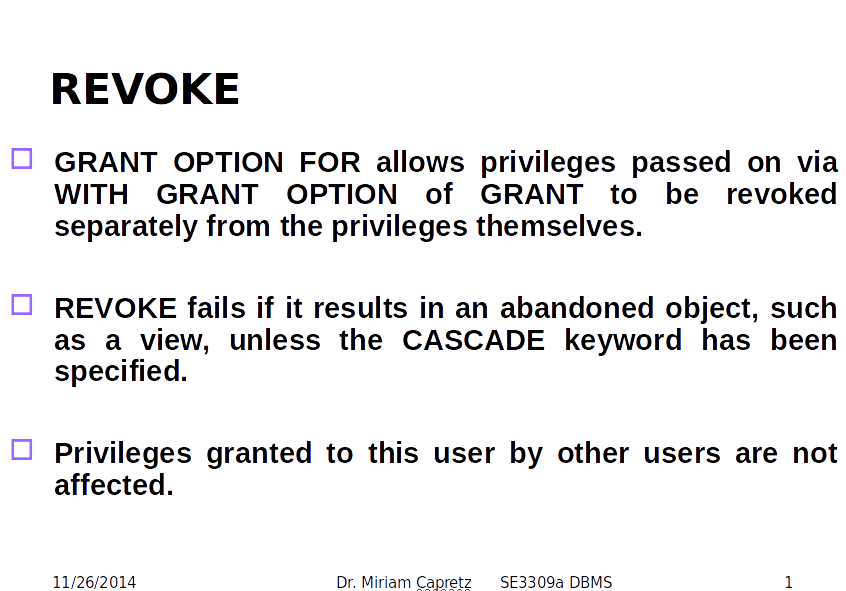 REVOKE
GRANT OPTION FOR allows privileges passed on via
WITH GRANT OPTION of GRANT to be revoked
separately from the privileges themselves.
REVOKE fails if it results in an abandoned object, such
as a view, unless the CASCADE keyword has been
specified.
Privileges granted to this user by other users are not
affected.
11/26/2014 Dr. Miriam Capretz SE3309a DBMS 1